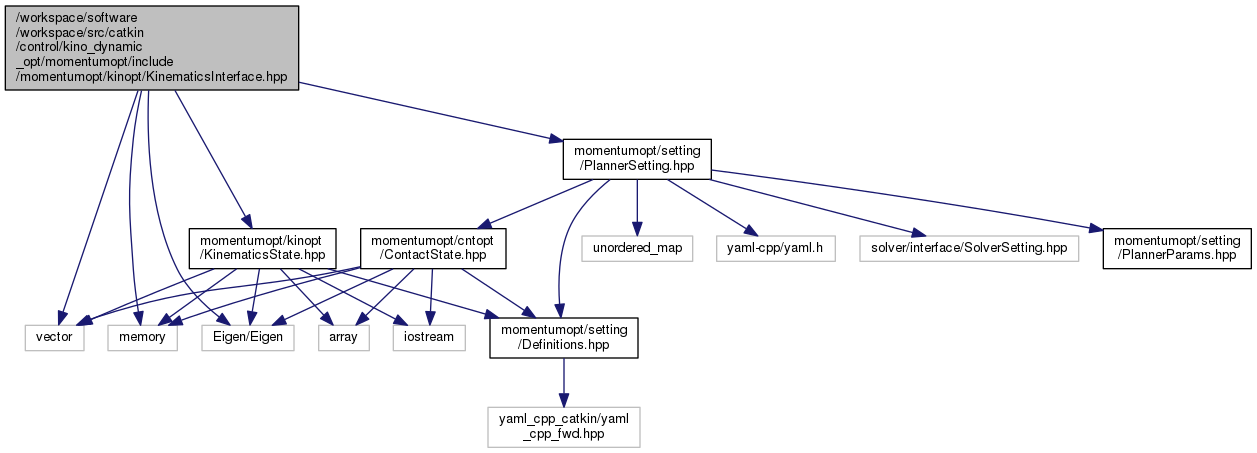 /workspace/software
/workspace/src/catkin
/control/kino_dynamic
_opt/momentumopt/include
/momentumopt/kinopt/KinematicsInterface.hpp
momentumopt/setting
/PlannerSetting.hpp
momentumopt/kinopt
/KinematicsState.hpp
momentumopt/cntopt
/ContactState.hpp
unordered_map
yaml-cpp/yaml.h
solver/interface/SolverSetting.hpp
momentumopt/setting
/PlannerParams.hpp
vector
memory
Eigen/Eigen
array
iostream
momentumopt/setting
/Definitions.hpp
yaml_cpp_catkin/yaml
_cpp_fwd.hpp